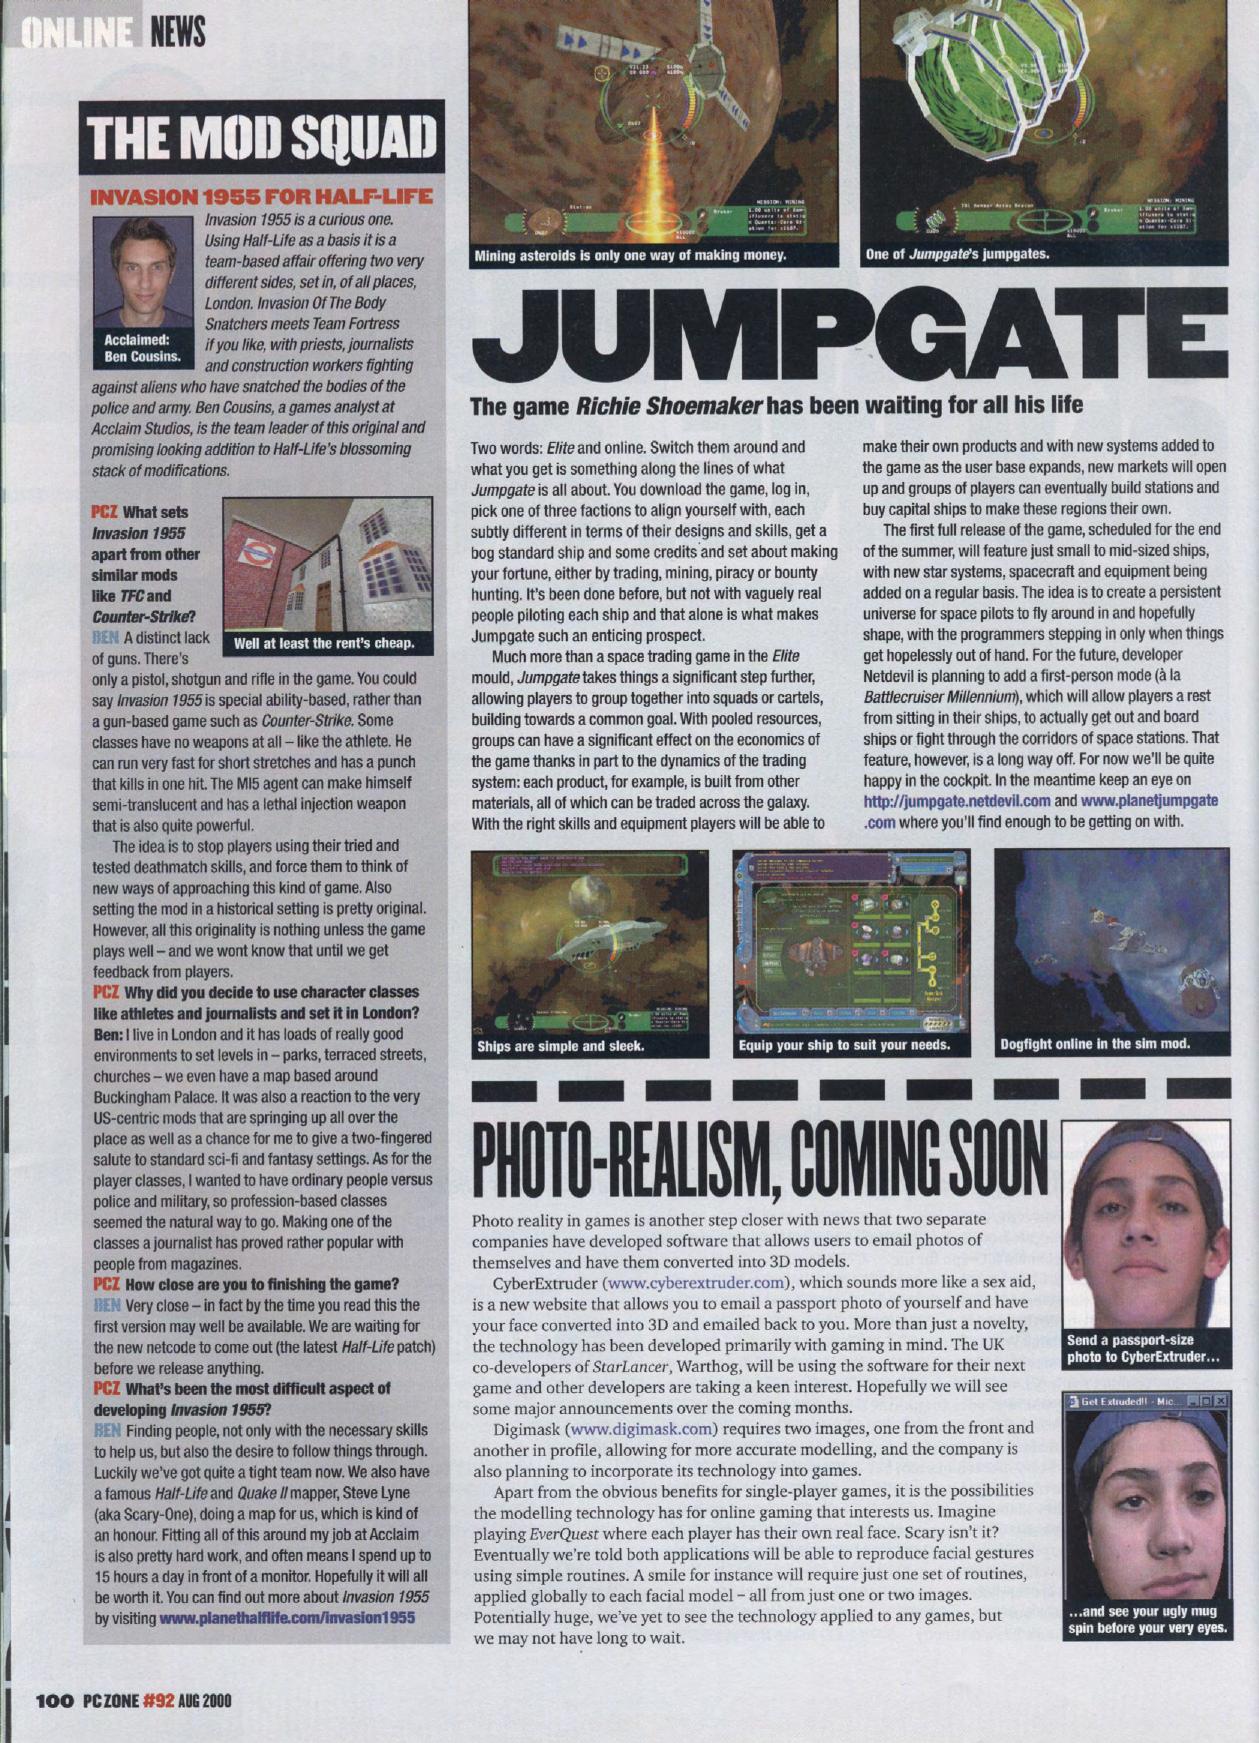 ONLINE NEWS
THE MOD SQUAD
INVASION 1955 FOR HALF-LIFE
Invasion 1955 is a curious one.
Using Half-Life as a basis it is a
team-based affair offering two very
different sides, set in, of all places,
London. Invasion Of The Body
Snatchers meets Team Fortress
if you like, with priests, journalists
and construction workers fighting
against aliens who have snatched the bodies of the
police and army. Ben Cousins, a games analyst at
Acclaim Studios, is the team leader of this original and
promising looking addition to Half-Life's blossoming
stack of modifications.
Acclaimed:
Ben Cousins.
PCZ What sets
Invasion 1955
apart from other
similar mods
like TFC and
Counter-Strike?
BEN A distinct lack
of guns. There's
only a pistol, shotgun and rifle in the game. You could
say Invasion 1955 is special ability-based, rather than
a gun-based game such as Counter-Strike. Some
classes have no weapons at all – like the athlete. He
can run very fast for short stretches and has a punch
that kills in one hit. The MI5 agent can make himself
semi-translucent and has a lethal injection weapon
that is also quite powerful.
The idea is to stop players using their tried and
tested deathmatch skills, and force them to think of
new ways of approaching this kind of game. Also
setting the mod in a historical setting is pretty original.
However, all this originality is nothing unless the game
plays well – and we wont know that until we get
feedback from players.
PCZ Why did you decide to use character classes
like athletes and journalists and set it in London?
Ben: I live in London and it has loads of really good
environments to set levels in – parks, terraced streets,
churches – we even have a map based around
Buckingham Palace. It was also a reaction to the very
US-centric mods that are springing up all over the
place as well as a chance for me to give a two-fingered
salute to standard sci-fi and fantasy settings. As for the
player classes, I wanted to have ordinary people versus
police and military, so profession-based classes
seemed the natural way to go. Making one of the
classes a journalist has proved rather popular with
people from magazines.
PCZ How close are you to finishing the game?
BEN Very close – in fact by the time you read this the
first version may well be available. We are waiting for
the new netcode to come out (the latest Half-Life patch)
before we release anything.
PCZ What's been the most difficult aspect of
developing Invasion 1955?
BEN Finding people, not only with the necessary skills
to help us, but also the desire to follow things through.
Luckily we've got quite a tight team now. We also have
a famous Half-Life and Quake II mapper, Steve Lyne
(aka Scary-One), doing a map for us, which is kind of
an honour. Fitting all of this around my job at Acclaim
is also pretty hard work, and often means I spend up to
15 hours a day in front of a monitor. Hopefully it will all
be worth it. You can find out more about Invasion 1955
by visiting www.planethalflife.com/invasion1955
Well at least the rent's cheap.
Mining asteroids is only one way of making money.
One of Jumpgate's jumpgates.
JUMPGATE
The game Richie Shoemaker has been waiting for all his life
Two words: Elite and online. Switch them around and
what you get is something along the lines of what
Jumpgate is all about. You download the game, log in,
pick one of three factions to align yourself with, each
subtly different in terms of their designs and skills, get a
bog standard ship and some credits and set about making
your fortune, either by trading, mining, piracy or bounty
hunting. It's been done before, but not with vaguely real
people piloting each ship and that alone is what makes
Jumpgate such an enticing prospect.
Much more than a space trading game in the Elite
mould, Jumpgate takes things a significant step further,
allowing players to group together into squads or cartels,
building towards a common goal. With pooled resources,
groups can have a significant effect on the economics of
the game thanks in part to the dynamics of the trading
system: each product, for example, is built from other
materials, all of which can be traded across the galaxy.
With the right skills and equipment players will be able to
make their own products and with new systems added to
the game as the user base expands, new markets will open
up and groups of players can eventually build stations and
buy capital ships to make these regions their own.
The first full release of the game, scheduled for the end
of the summer, will feature just small to mid-sized ships,
with new star systems, spacecraft and equipment being
added on a regular basis. The idea is to create a persistent
universe for space pilots to fly around in and hopefully
shape, with the programmers stepping in only when things
get hopelessly out of hand. For the future, developer
Netdevil is planning to add a first-person mode (à la
Battlecruiser Millennium), which will allow players a rest
from sitting in their ships, to actually get out and board
ships or fight through the corridors of space stations. That
feature, however, is a long way off. For now we'll be quite
happy in the cockpit. In the meantime keep an eye on
http://jumpgate.netdevil.com and www.planetjumpgate
.com where you'll find enough to be getting on with.
Ships are simple and sleek.
Equip your ship to suit your needs.
Dogfight online in the sim mod.
PHOTO-REALISM, COMING SOON
Photo reality in games is another step closer with news that two separate
companies have developed software that allows users to email photos of
themselves and have them converted into 3D models.
CyberExtruder (www.cyberextruder.com), which sounds more like a sex aid,
is a new website that allows you to email a passport photo of yourself and have
your face converted into 3D and emailed back to you. More than just a novelty,
the technology has been developed primarily with gaming in mind. The UK
co-developers of StarLancer, Warthog, will be using the software for their next
game and other developers are taking a keen interest. Hopefully we will see
some major announcements over the coming months.
Digimask (www.digimask.com) requires two images, one from the front and
another in profile, allowing for more accurate modelling, and the company is
also planning to incorporate its technology into games.
Apart from the obvious benefits for single-player games, it is the possibilities
the modelling technology has for online gaming that interests us. Imagine
playing EverQuest where each player has their own real face. Scary isn't it?
Eventually we're told both applications will be able to reproduce facial gestures
using simple routines. A smile for instance will require just one set of routines,
applied globally to each facial model – all from just one or two images.
Potentially huge, we've yet to see the technology applied to any games, but
we may not have long to wait.
Send a passport-size
photo to CyberExtruder...
Get Extruded!! - Mic...
...and see your ugly mug
spin before your very eyes.
100 PCZONE #92 AUG 2000